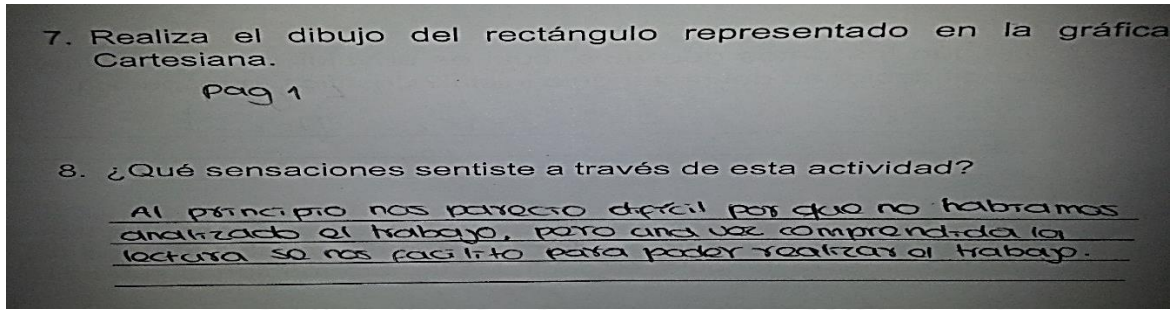 7. Realiza el dibujo del rectángulo representado en la gráfica
Cartesiana.
pag 1
8. ¿Qué sensaciones sentiste a través de esta actividad?
Al principio nos parecio dificil por que no habiamos
analizado el trabajo, pero una vez comprendida la
lectura se nos facilito para poder realizar el trabajo.